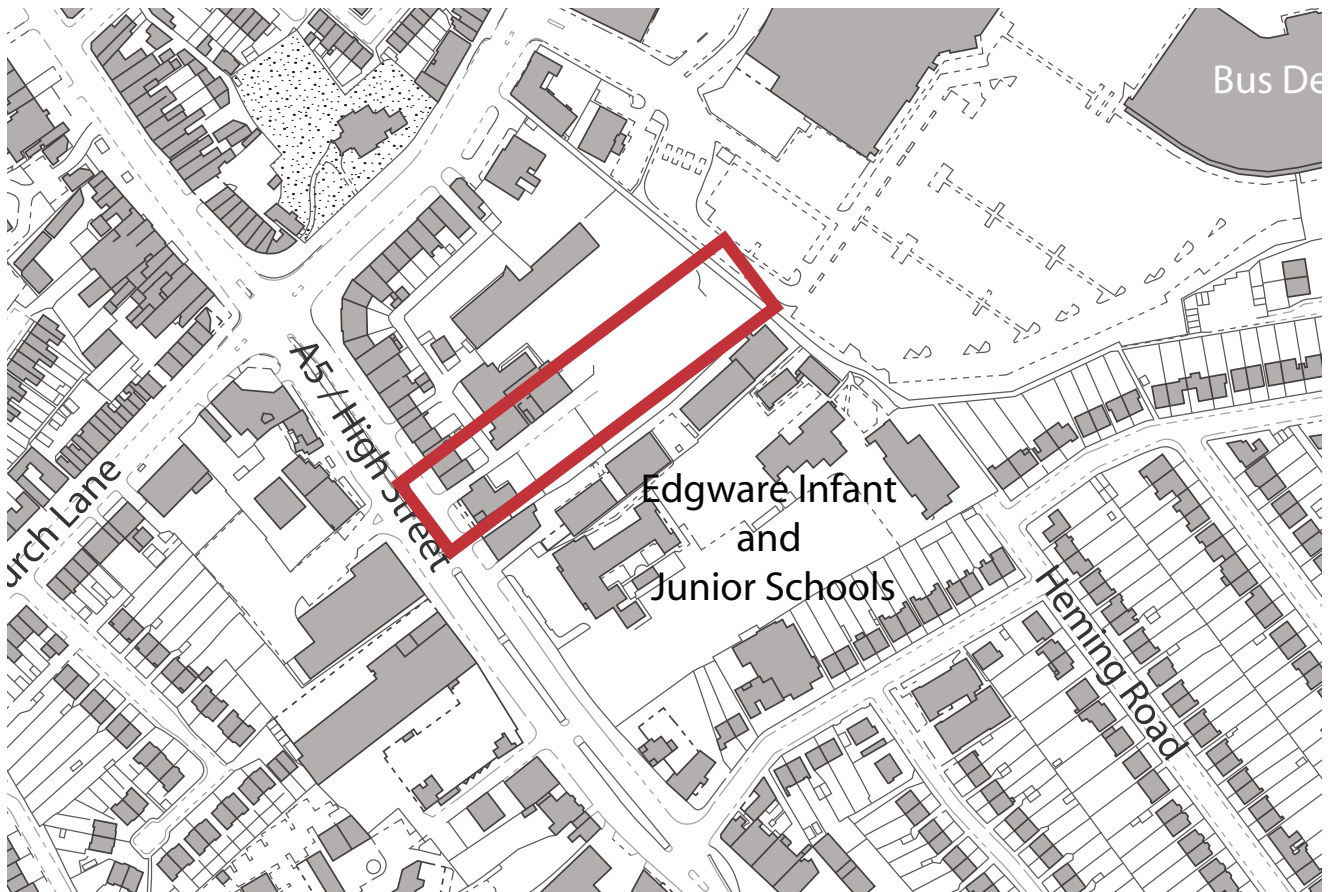 Bus De
A5 / High Street
urch Lane
Edgware Infant
and
Junior Schools
Heming Road